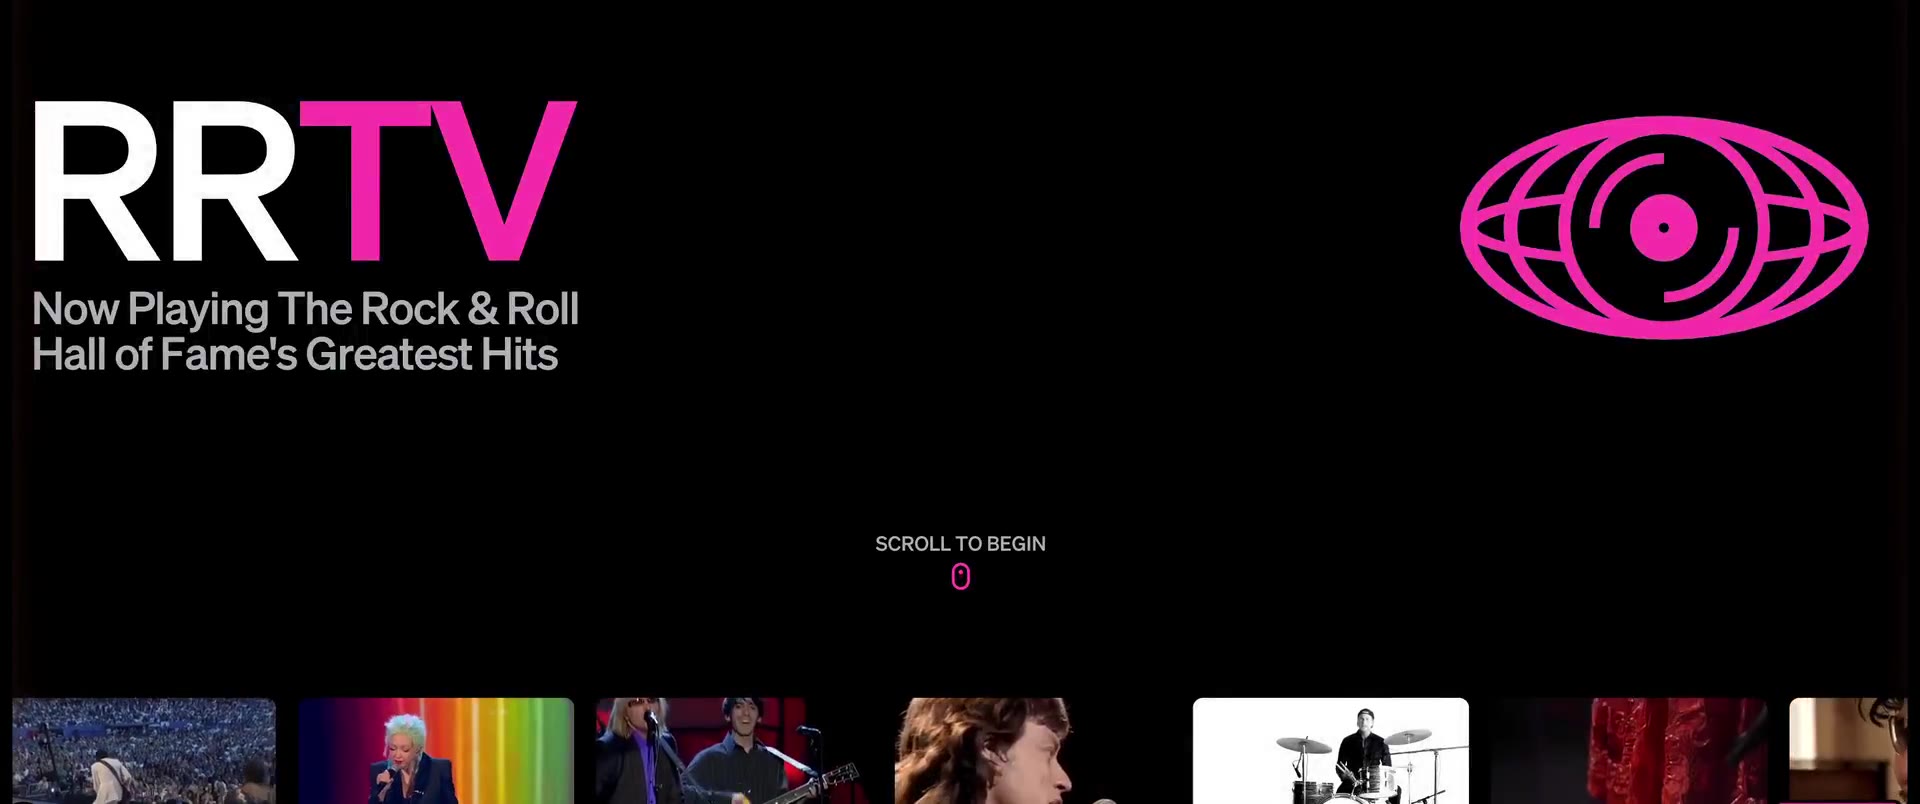 RRTV
Now Playing The Rock & Roll
Hall of Fame's Greatest Hits
SCROLL TO BEGIN